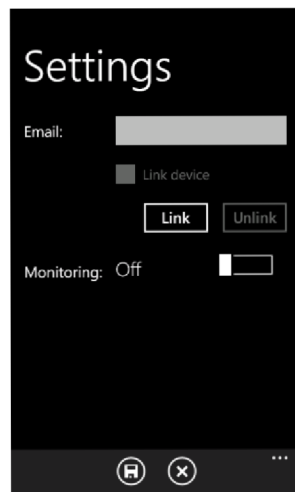 Settings
Email:
Link device
Link Unlink
Monitoring: Off
...